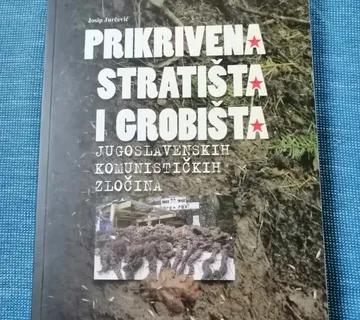 Josip Jurčević
PRIKRIVENA
STRATIŠTA
I GROBIŠTA
JUGOSLAVENSKIH
KOMUNISTIČKIH
ZLOČINA